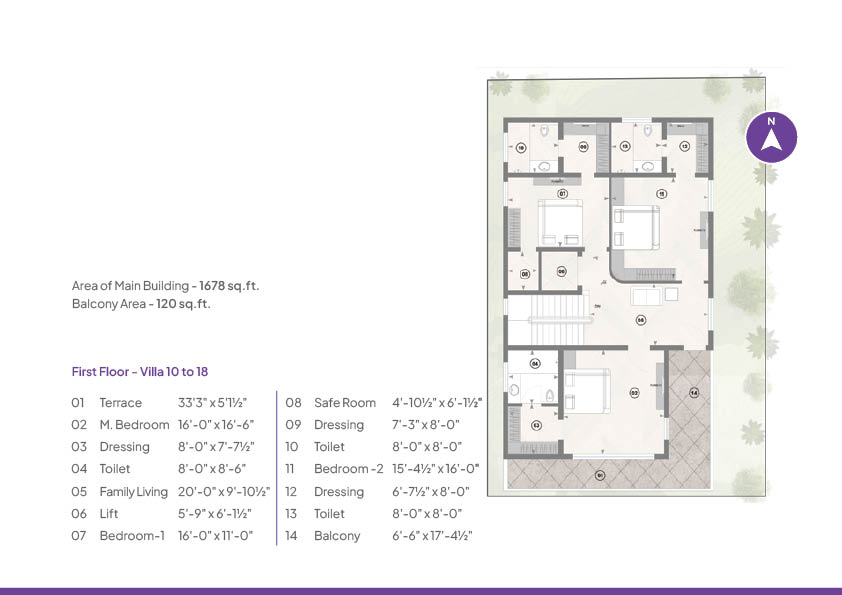 N
10
09
13
12
07
11
08
06
05
04
02
14
03
01
Area of Main Building - 1678 sq.ft.
Balcony Area - 120 sq.ft.
First Floor - Villa 10 to 18
01 Terrace 33'3" x 5'1½"
02 M. Bedroom 16'-0" x 16'-6"
03 Dressing 8'-0" x 7'-7½"
04 Toilet 8'-0" x 8'-6"
05 Family Living 20'-0" x 9'-10½"
06 Lift 5'-9" x 6'-1½"
07 Bedroom-1 16'-0" x 11'-0"
08 Safe Room 4'-10½" x 6'-1½"
09 Dressing 7'-3" x 8'-0"
10 Toilet 8'-0" x 8'-0"
11 Bedroom -2 15'-4½" x 16'-0"
12 Dressing 6'-7½" x 8'-0"
13 Toilet 8'-0" x 8'-0"
14 Balcony 6'-6" x 17'-4½"